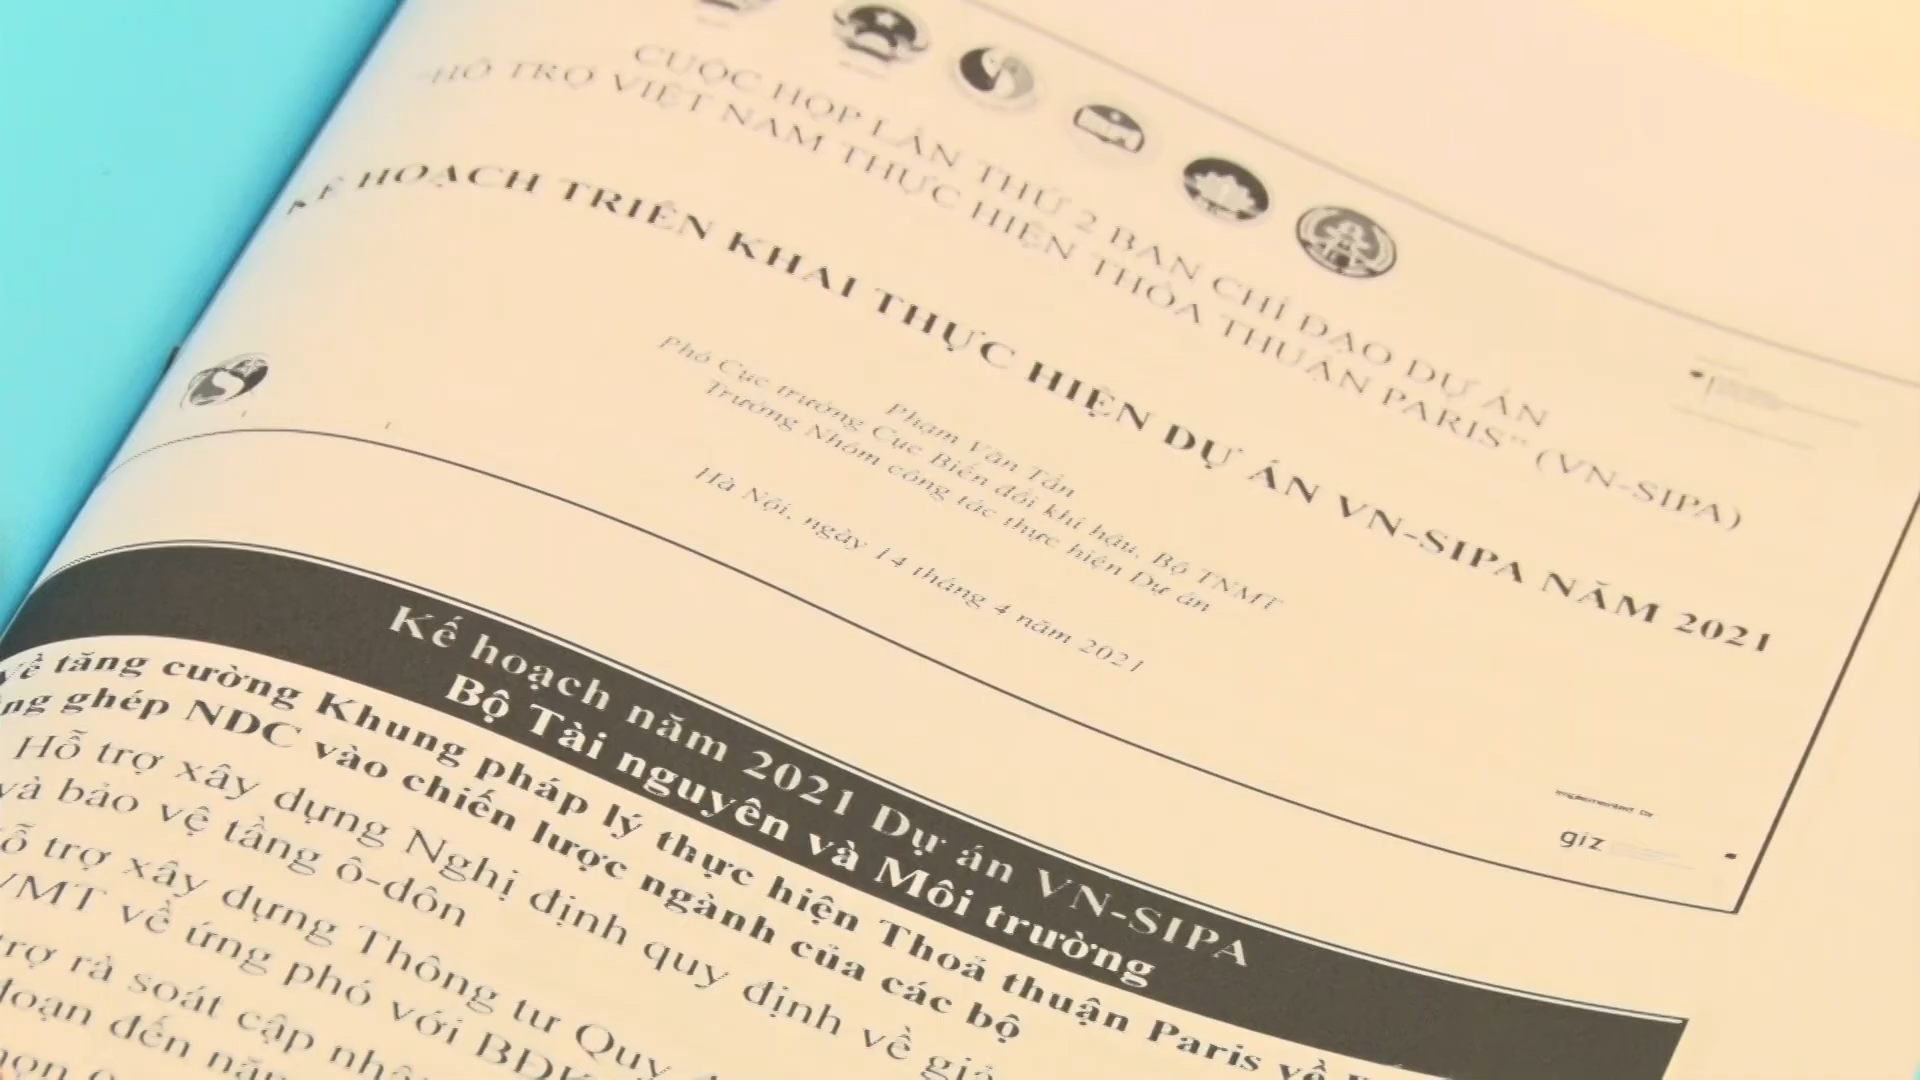 CUỘC HỌP LẦN THỨ 2 BAN CHỈ ĐẠO DỰ ÁN
"HỖ TRỢ VIỆT NAM THỰC HIỆN THỎA THUẬN PARIS" (VN-SIPA)
KẾ HOẠCH TRIỂN KHAI THỰC HIỆN DỰ ÁN VN-SIPA NĂM 2021
Phạm Văn Tấn
Phó Cục trưởng Cục Biến đổi khí hậu, Bộ TNMT
Trưởng Nhóm công tác thực hiện Dự án
Hà Nội, ngày 14 tháng 4 năm 2021
Implemented by
giz
Kế hoạch năm 2021 Dự án VN-SIPA
Bộ Tài nguyên và Môi trường
Về tăng cường Khung pháp lý thực hiện Thoả thuận Paris về
ghép NDC vào chiến lược ngành của các bộ
Hỗ trợ xây dựng Nghị định quy định về
và bảo vệ tầng ô-dôn
Hỗ trợ xây dựng Thông tư Quy
về ứng phó với
trợ rà soát cập
đoạn đến